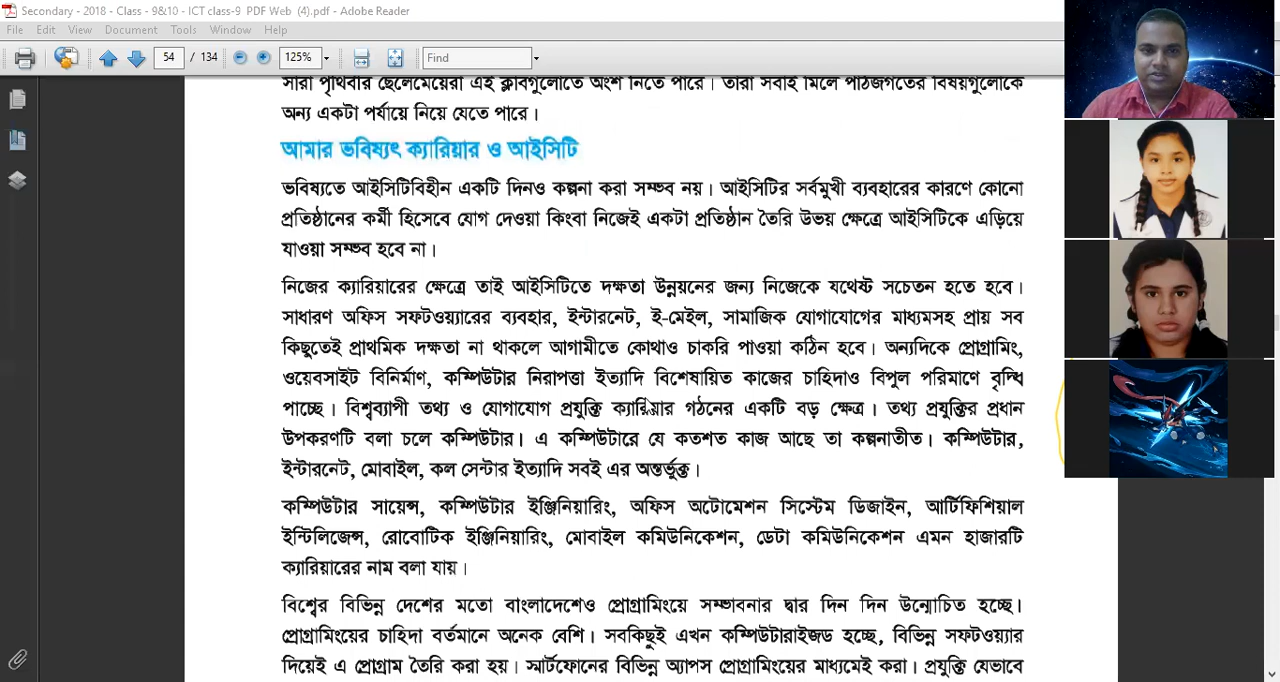 Secondary - 2018 - Class - 9&10 - ICT class-9 PDF Web (4).pdf - Adobe Reader
File Edit View Document Tools Window Help
54 / 134 125% Find
সারা পৃথিবীর ছেলেমেয়েরা এই ক্লাবগুলোতে অংশ নিতে পারে। তারা সবাই মিলে পাঠজগতের বিষয়গুলোকে
অন্য একটা পর্যায়ে নিয়ে যেতে পারে।
আমার ভবিষ্যৎ ক্যারিয়ার ও আইসিটি
ভবিষ্যতে আইসিটিবিহীন একটি দিনও কল্পনা করা সম্ভব নয়। আইসিটির সর্বমুখী ব্যবহারের কারণে কোনো
প্রতিষ্ঠানের কর্মী হিসেবে যোগ দেওয়া কিংবা নিজেই একটা প্রতিষ্ঠান তৈরি উভয় ক্ষেত্রে আইসিটিকে এড়িয়ে
যাওয়া সম্ভব হবে না।
নিজের ক্যারিয়ারের ক্ষেত্রে তাই আইসিটিতে দক্ষতা উন্নয়নের জন্য নিজেকে যথেষ্ট সচেতন হতে হবে।
সাধারণ অফিস সফটওয়্যারের ব্যবহার, ইন্টারনেট, ই-মেইল, সামাজিক যোগাযোগের মাধ্যমসহ প্রায় সব
কিছুতেই প্রাথমিক দক্ষতা না থাকলে আগামীতে কোথাও চাকরি পাওয়া কঠিন হবে। অন্যদিকে প্রোগ্রামিং,
ওয়েবসাইট বিনির্মাণ, কম্পিউটার নিরাপত্তা ইত্যাদি বিশেষায়িত কাজের চাহিদাও বিপুল পরিমাণে বৃদ্ধি
পাচ্ছে। বিশ্বব্যাপী তথ্য ও যোগাযোগ প্রযুক্তি ক্যারিয়ার গঠনের একটি বড় ক্ষেত্র। তথ্য প্রযুক্তির প্রধান
উপকরণটি বলা চলে কম্পিউটার। এ কম্পিউটারে যে কতশত কাজ আছে তা কল্পনাতীত। কম্পিউটার,
ইন্টারনেট, মোবাইল, কল সেন্টার ইত্যাদি সবই এর অন্তর্ভুক্ত।
কম্পিউটার সায়েন্স, কম্পিউটার ইঞ্জিনিয়ারিং, অফিস অটোমেশন সিস্টেম ডিজাইন, আর্টিফিশিয়াল
ইন্টিলিজেন্স, রোবোটিক ইঞ্জিনিয়ারিং, মোবাইল কমিউনিকেশন, ডেটা কমিউনিকেশন এমন হাজারটি
ক্যারিয়ারের নাম বলা যায়।
বিশ্বের বিভিন্ন দেশের মতো বাংলাদেশেও প্রোগ্রামিংয়ে সম্ভাবনার দ্বার দিন দিন উন্মোচিত হচ্ছে।
প্রোগ্রামিংয়ের চাহিদা বর্তমানে অনেক বেশি। সবকিছুই এখন কম্পিউটারাইজড হচ্ছে, বিভিন্ন সফটওয়্যার
দিয়েই এ প্রোগ্রাম তৈরি করা হয়। স্মার্টফোনের বিভিন্ন অ্যাপস প্রোগ্রামিংয়ের মাধ্যমেই করা। প্রযুক্তি যেভাবে